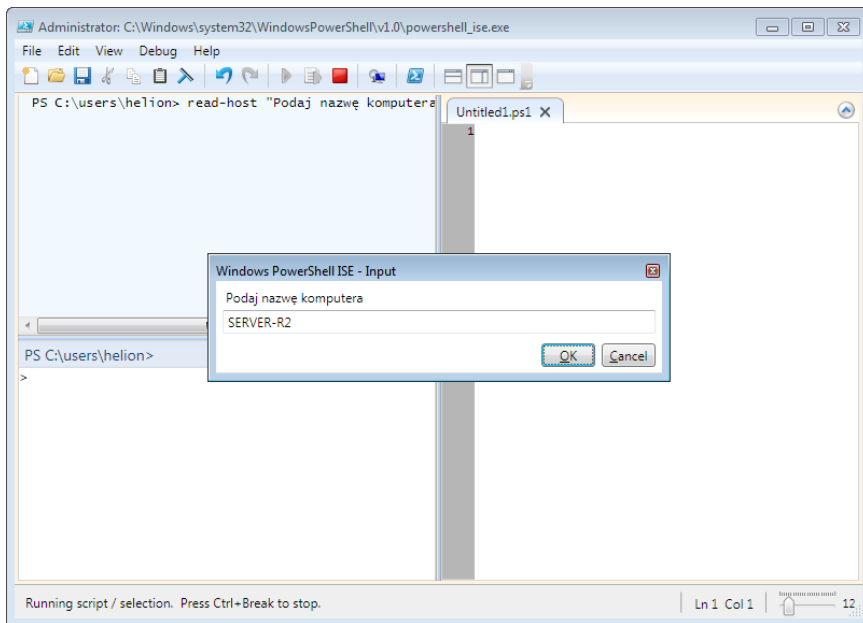 Administrator: C:\Windows\system32\WindowsPowerShell\v1.0\powershell_ise.exe
File Edit View Debug Help
PS C:\users\helion> read-host "Podaj nazwę komputera
Untitled1.ps1 X
1
Windows PowerShell ISE - Input
Podaj nazwę komputera
SERVER-R2
OK Cancel
PS C:\users\helion>
>
Running script / selection. Press Ctrl+Break to stop.
Ln 1 Col 1
12